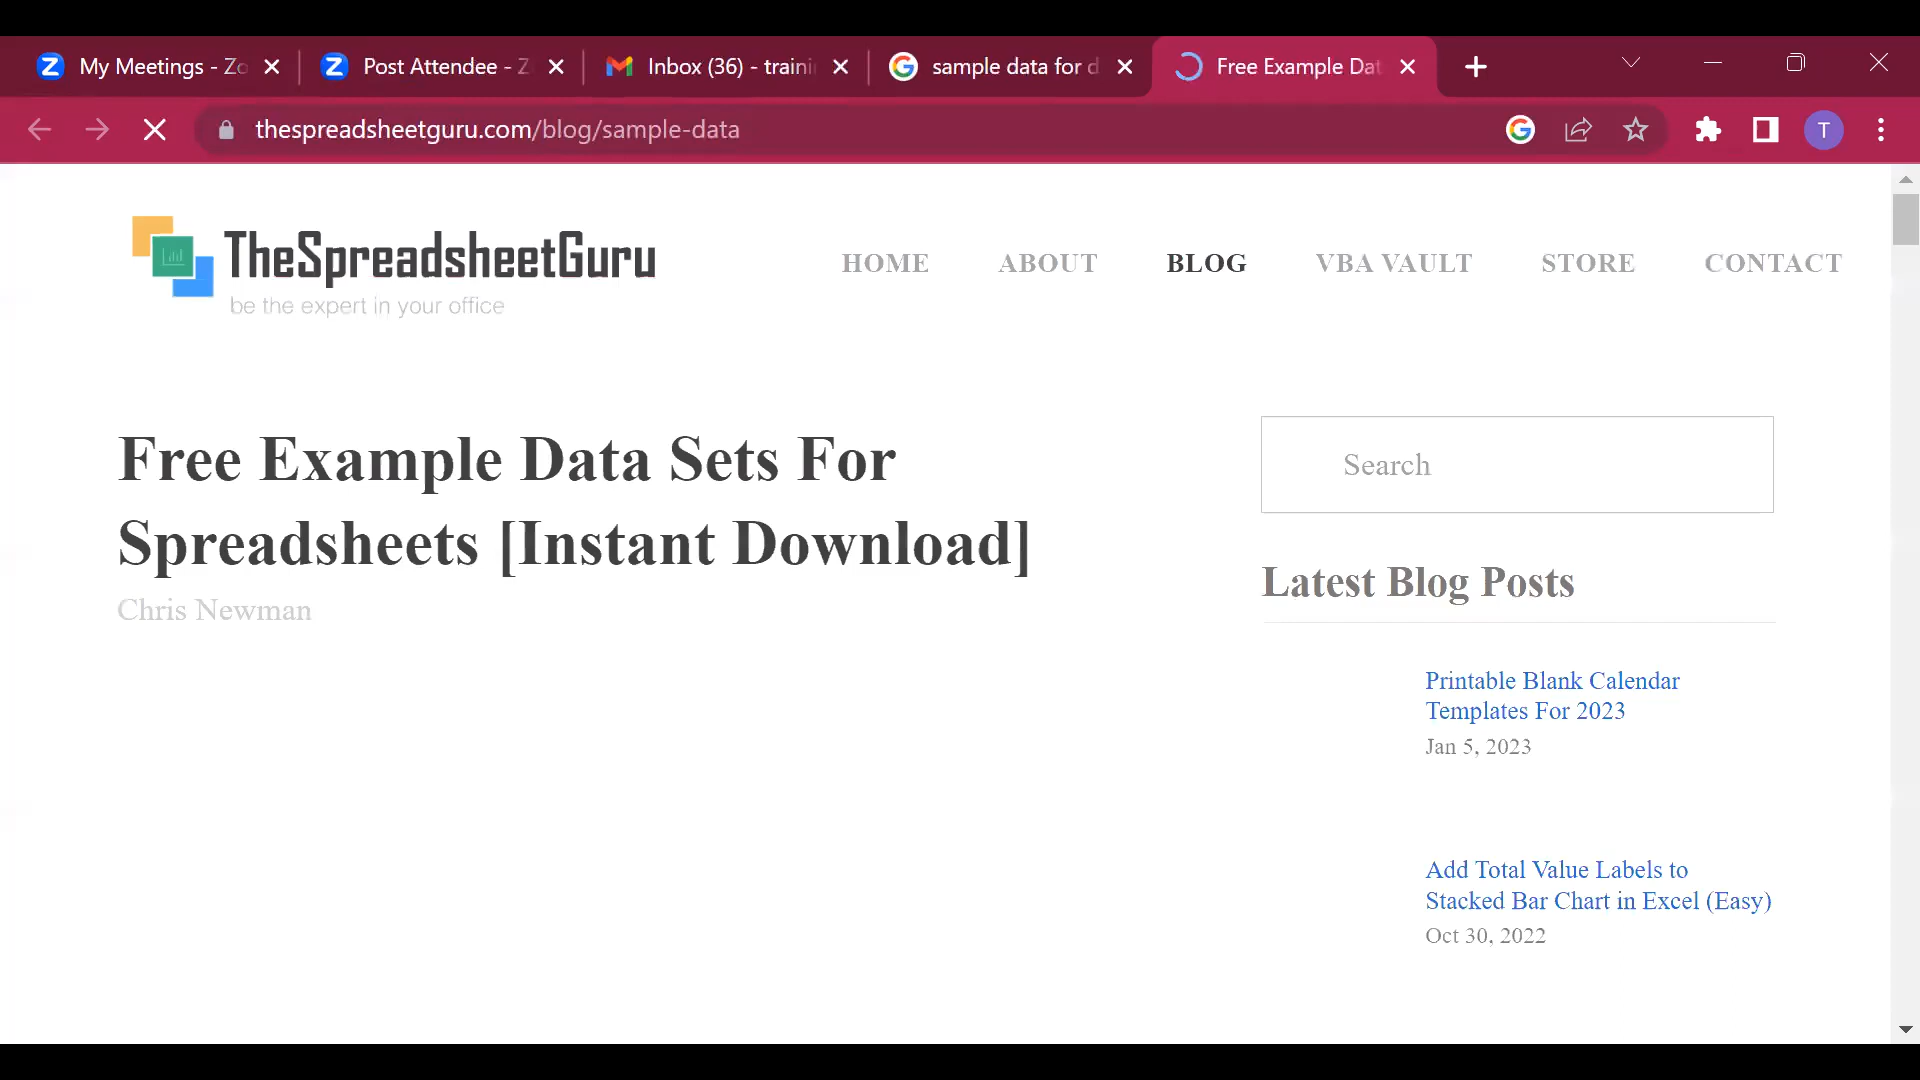 My Meetings - Zo
Post Attendee - Z
Inbox (36) - traini
sample data for d
Free Example Dat
thespreadsheetguru.com/blog/sample-data
T
TheSpreadsheetGuru
be the expert in your office
HOME
ABOUT
BLOG
VBA VAULT
STORE
CONTACT
Free Example Data Sets For
Spreadsheets [Instant Download]
Chris Newman
Search
Latest Blog Posts
Printable Blank Calendar
Templates For 2023
Jan 5, 2023
Add Total Value Labels to
Stacked Bar Chart in Excel (Easy)
Oct 30, 2022